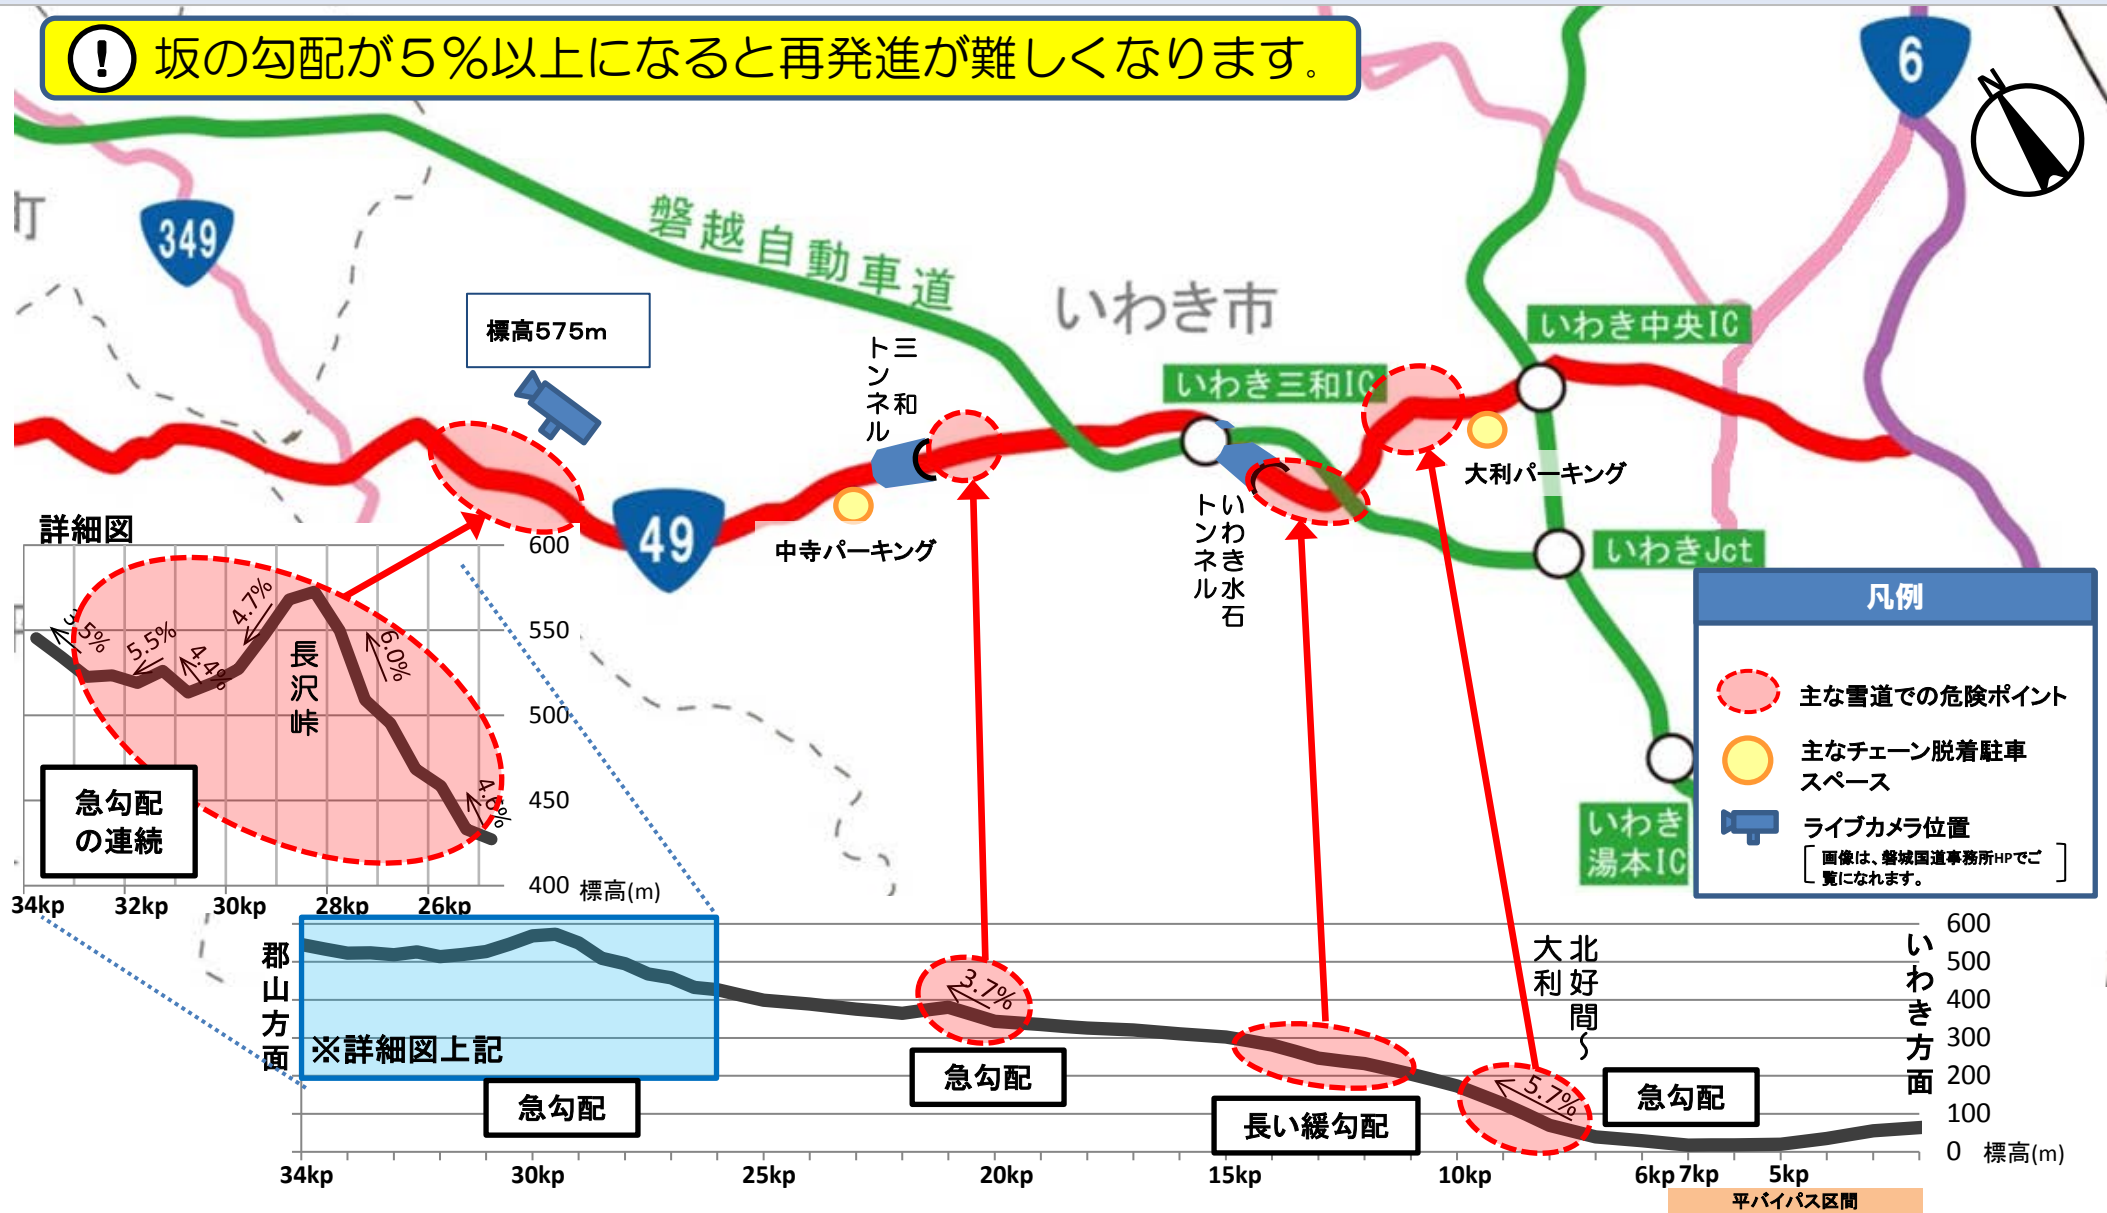 ! 坂の勾配が5%以上になると再発進が難しくなります。
6
N
町
349
磐越自動車道
いわき市
標高575m
三和トンネル
いわき三和IC
いわき中央IC
大利パーキング
49
中寺パーキング
いわき水石トンネル
いわきJct
いわき
湯本IC
凡例
主な雪道での危険ポイント
主なチェーン脱着駐車
スペース
ライブカメラ位置
画像は、磐城国道事務所HPでご
覧になれます。
詳細図
600
550
500
450
400 標高(m)
5%
5.5%
4.4%
4.7%
長沢峠
6.0%
4.6%
急勾配
の連続
34kp 32kp 30kp 28kp 26kp
郡山方面
※詳細図上記
急勾配
3.7%
急勾配
長い緩勾配
5.7%
北好間～大利
急勾配
いわき方面
600
500
400
300
200
100
0 標高(m)
34kp 30kp 25kp 20kp 15kp 10kp 6kp 7kp 5kp
平バイパス区間